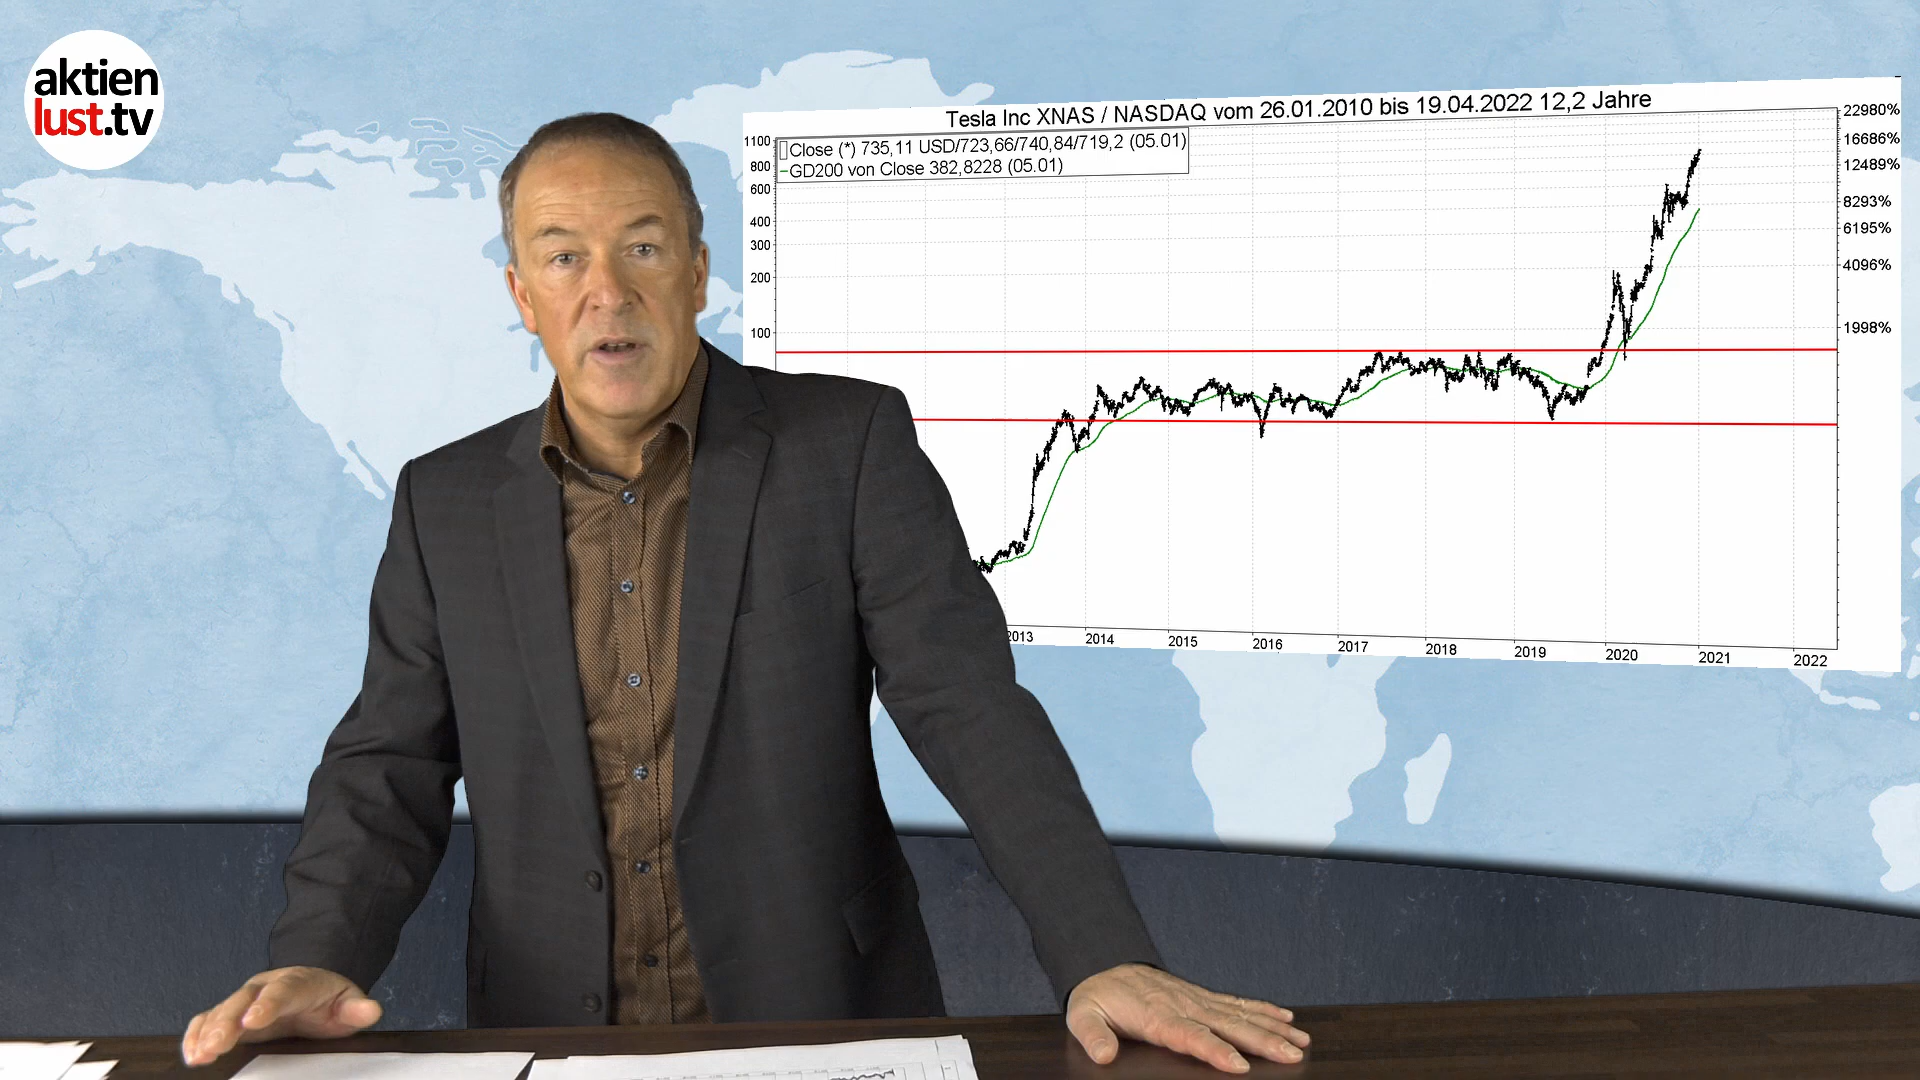 aktien
lust.tv
Tesla Inc XNAS / NASDAQ vom 26.01.2010 bis 19.04.2022 12,2 Jahre
Close (*) 735,11 USD/723,66/740,84/719,2 (05.01)
GD200 von Close 382,8228 (05.01)
1100
800
600
400
300
200
100
22980%
16686%
12489%
8293%
6195%
4096%
1998%
2013 2014 2015 2016 2017 2018 2019 2020 2021 2022